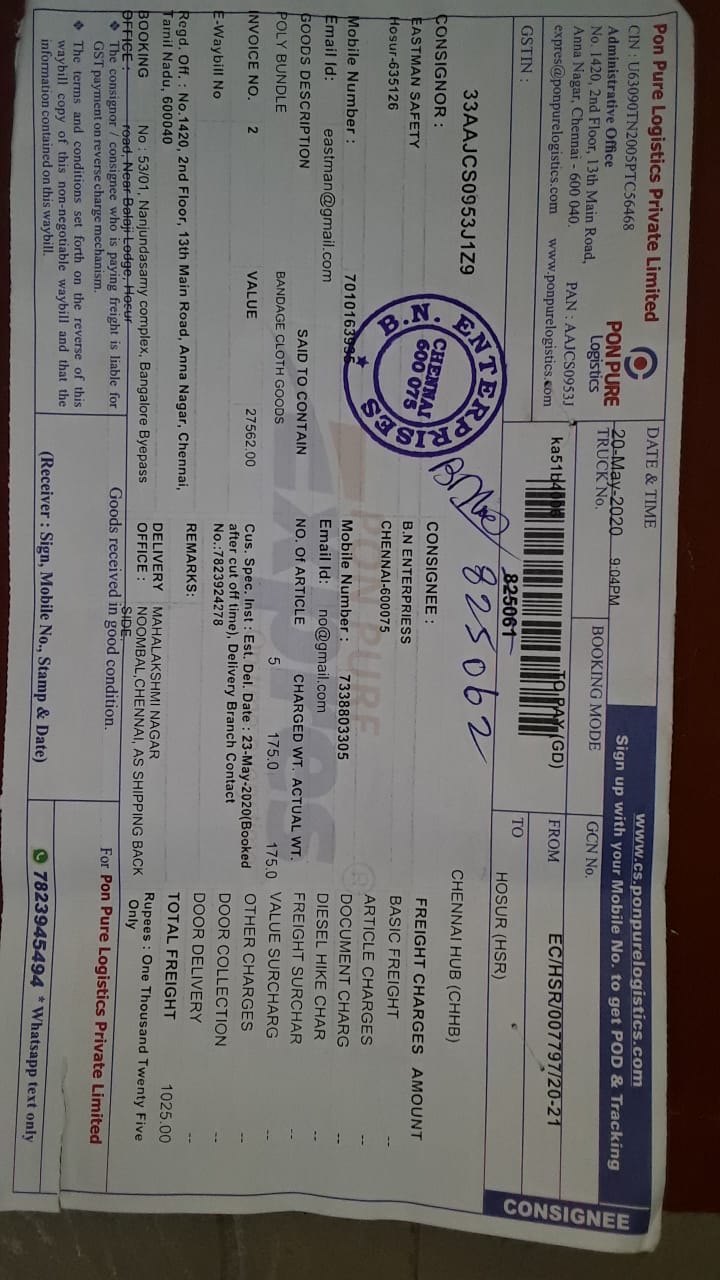 Pon Pure Logistics Private Limited
CIN : U63090TN2005PTC56468
Administrative Office
No. 1420, 2nd Floor, 13th Main Road,
Anna Nagar, Chennai - 600 040. PAN : AAJCS0953J
expres@ponpurelogistics.com www.ponpurelogistics.com
PON PURE
Logistics
GSTIN :
33AAJCS0953J1Z9
DATE & TIME
20-May-2020 9:04PM
TRUCK No.
BOOKING MODE
TO PAY (GD)
825061
825062
www.cs.ponpurelogistics.com
Sign up with your Mobile No. to get POD & Tracking
GCN No.
EC/HSR/007797/20-21
FROM
HOSUR (HSR)
TO
CHENNAI HUB (CHHB)
CONSIGNEE
CONSIGNOR :
EASTMAN SAFETY
Hosur-635126
Mobile Number :
Email Id: eastman@gmail.com
CONSIGNEE :
B.N ENTERPRIESS
CHENNAI-600075
Mobile Number : 7338803305
Email Id: no@gmail.com
B.N. ENTERPRISES
CHENNAI
600 075
GOODS DESCRIPTION SAID TO CONTAIN NO. Of ARTICLE CHARGED WT. ACTUAL WT.
POLY BUNDLE BANDAGE CLOTH GOODS 5 175.0 175.0
INVOICE NO. 2 VALUE 27562.00
E-Waybill No
Cus. Spec. Inst : Est. Del. Date : 23-May-2020(Booked
after cut off time), Delivery Branch Contact
No.:7823924278
REMARKS:
FREIGHT CHARGES AMOUNT
BASIC FREIGHT --
ARTICLE CHARGES --
DOCUMENT CHARG --
DIESEL HIKE CHAR --
FREIGHT SURCHAR --
VALUE SURCHARG --
OTHER CHARGES --
DOOR COLLECTION --
DOOR DELIVERY --
TOTAL FREIGHT 1025.00
Rupees : One Thousand Twenty Five
Only
Regd. Off. : No.1420, 2nd Floor, 13th Main Road, Anna Nagar, Chennai,
Tamil Nadu, 600040
BOOKING No : 53/01, Nanjundasamy complex, Bangalore Byepass
OFFICE : road, Near Balaji Lodge, Hosur
DELIVERY MAHALAKSHMI NAGAR
OFFICE : NOOMBAL,CHENNAI, AS SHIPPING BACK
SIDE,
❖ The consignor / consignee who is paying freight is liable for
GST payment on reverse charge mechanism.
❖ The terms and conditions set forth on the reverse of this
waybill copy of this non-negotiable waybill and that the
information contained on this waybill.
Goods received in good condition.
(Receiver : Sign, Mobile No., Stamp & Date)
For Pon Pure Logistics Private Limited
7823945494 *Whatsapp text only